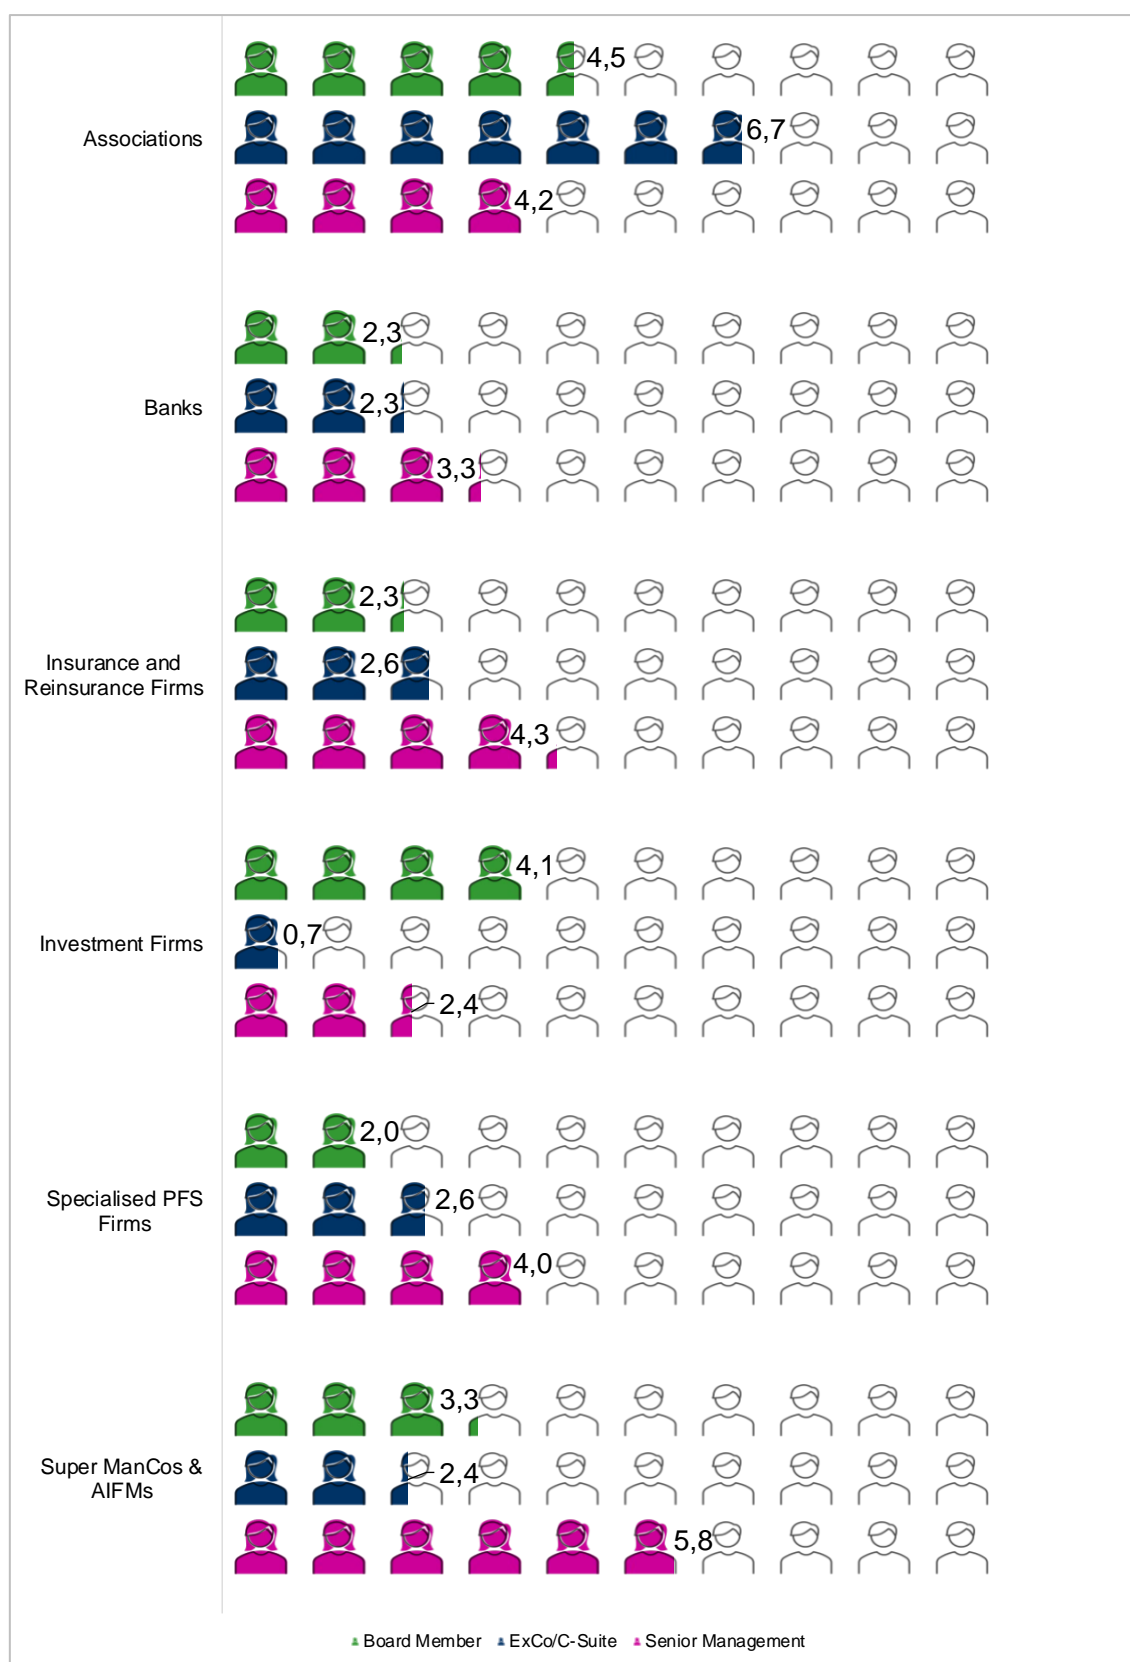 4,5
Associations
6,7
4,2
2,3
Banks
2,3
3,3
2,3
Insurance and
Reinsurance Firms
2,6
4,3
4,1
Investment Firms
0,7
2,4
2,0
Specialised PFS
Firms
2,6
4,0
3,3
Super ManCos &
AIFMs
2,4
5,8
Board Member ExCo/C-Suite Senior Management